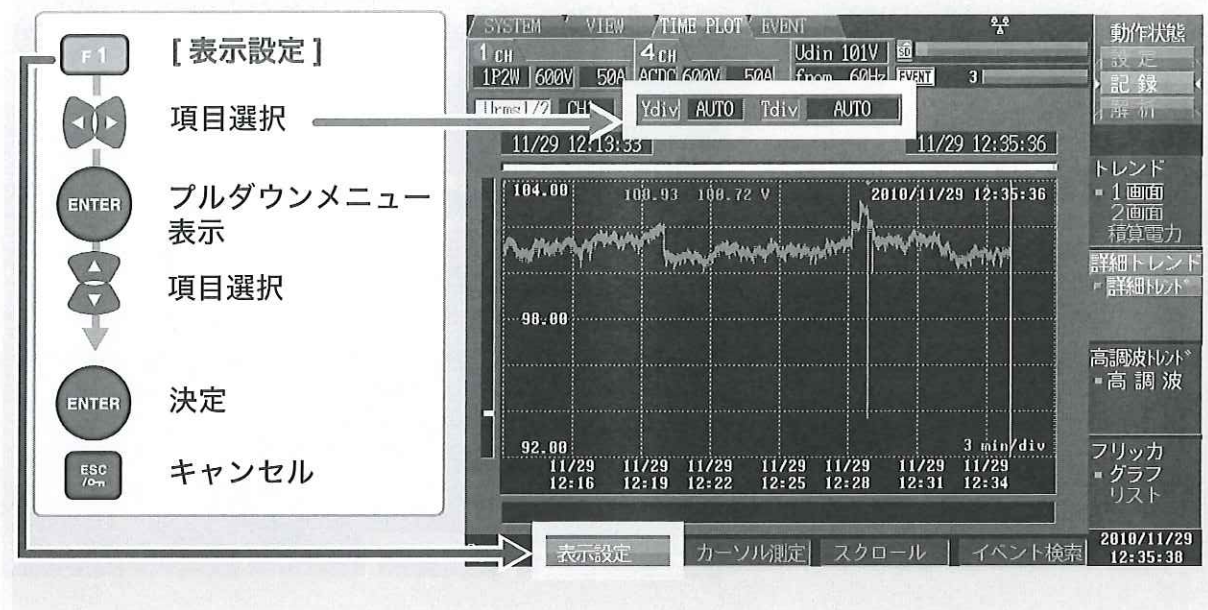 F1 [表示設定]
項目選択
ENTER プルダウンメニュー
表示
項目選択
ENTER 決定
ESC キャンセル
SYSTEM VIEW TIME PLOT EVENT
1 CH 4 CH Udin 101V SD
1P2W 600V 50A ACDC 600V 50A fnom 60Hz EVENT 3
Urms1/2 CH1 Ydiv AUTO Tdiv AUTO
11/29 12:13:33 11/29 12:35:36
104.00 100.93 100.72 V 2010/11/29 12:35:36
98.00
92.00 3 min/div
11/29 11/29 11/29 11/29 11/29 11/29 11/29
12:16 12:19 12:22 12:25 12:28 12:31 12:34
表示設定 カーソル測定 スクロール イベント検索
動作状態
設定
記録
解析
トレンド
1画面
2画面
積算電力
詳細トレンド
詳細トレンド
高調波トレンド
高調波
フリッカ
グラフ
リスト
2010/11/29
12:35:38